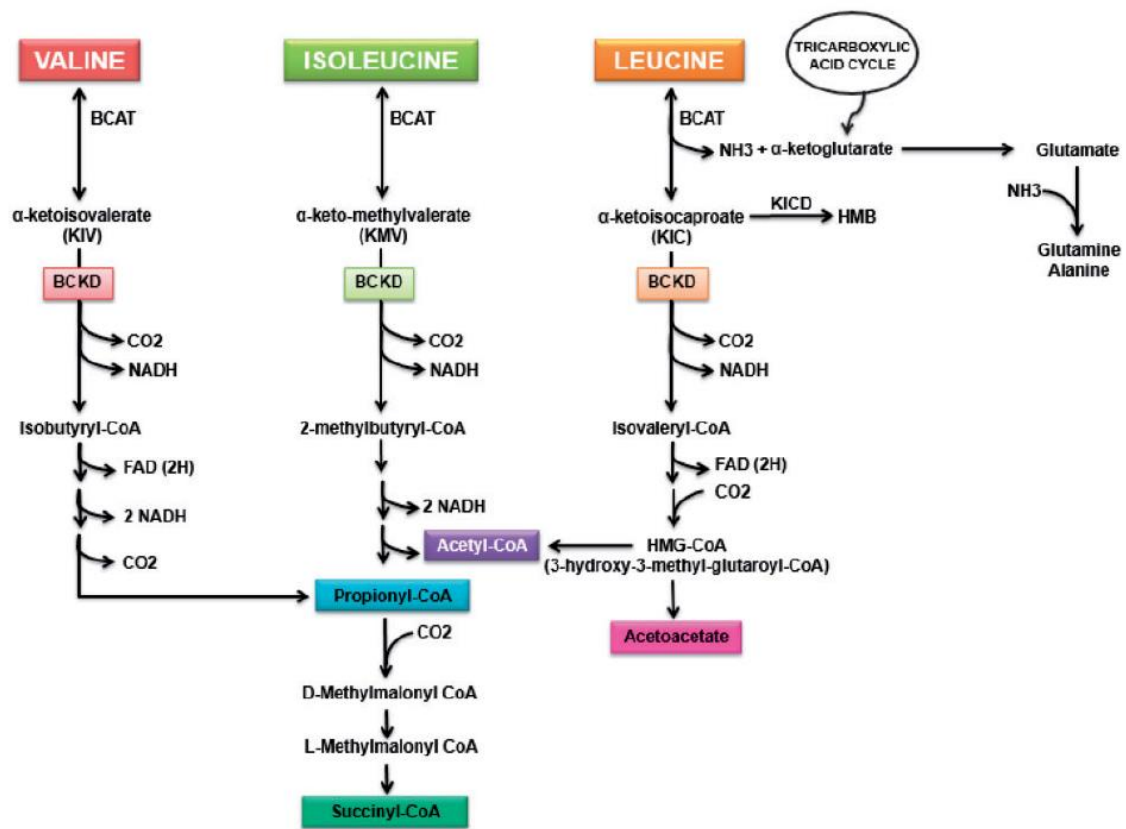 VALINE
ISOLEUCINE
LEUCINE
TRICARBOXYLIC
ACID CYCLE
BCAT
BCAT
BCAT
NH3 + α-ketoglutarate
Glutamate
NH3
Glutamine
Alanine
α-ketoisovalerate
(KIV)
α-keto-methylvalerate
(KMV)
α-ketoisocaproate
(KIC)
KICD
HMB
BCKD
BCKD
BCKD
CO2
NADH
CO2
NADH
CO2
NADH
Isobutyryl-CoA
2-methylbutyryl-CoA
Isovaleryl-CoA
FAD (2H)
2 NADH
CO2
2 NADH
FAD (2H)
CO2
Acetyl-CoA
HMG-CoA
(3-hydroxy-3-methyl-glutaroyl-CoA)
Propionyl-CoA
Acetoacetate
CO2
D-Methylmalonyl CoA
L-Methylmalonyl CoA
Succinyl-CoA